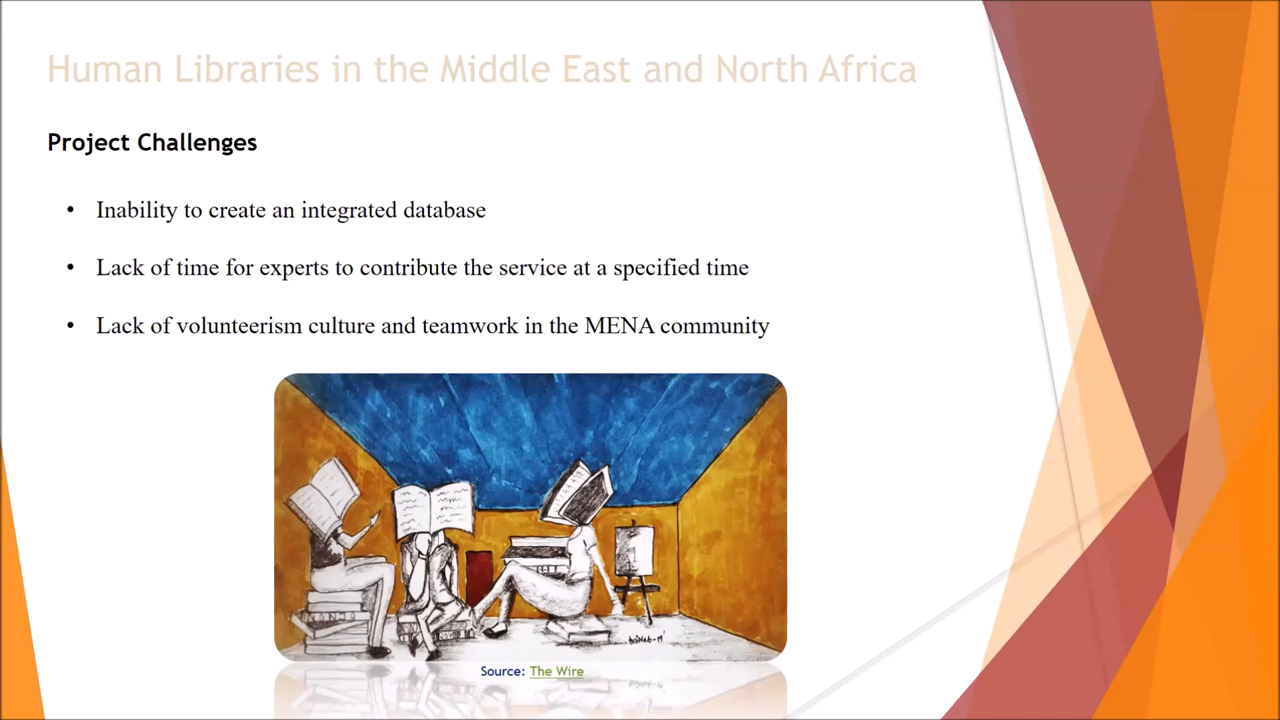 Human Libraries in the Middle East and North Africa
Project Challenges
• Inability to create an integrated database
• Lack of time for experts to contribute the service at a specified time
• Lack of volunteerism culture and teamwork in the MENA community
Source: The Wire